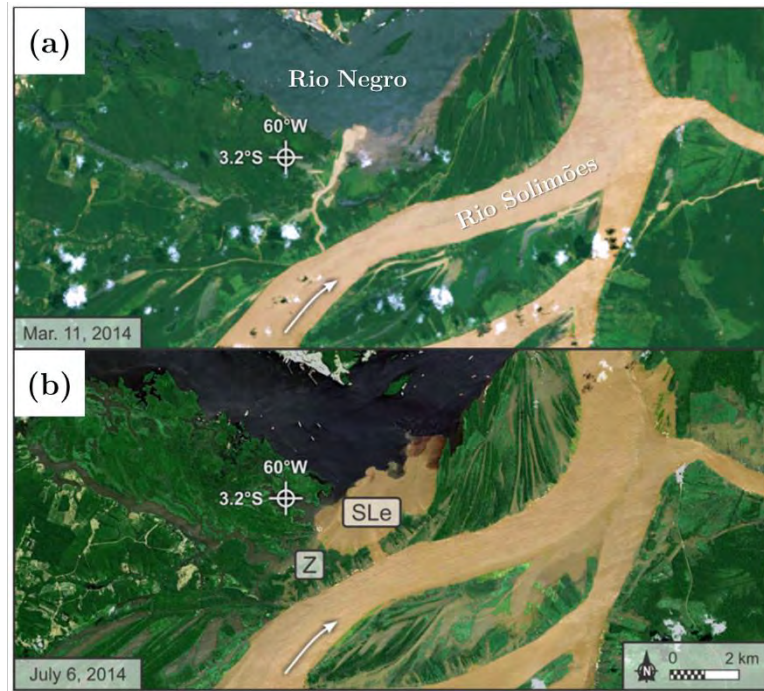 (a)
Rio Negro
60°W
3.2°S
Rio Solimões
Mar. 11, 2014
(b)
60°W
3.2°S
SLe
Z
July 6, 2014
N
0 2 km